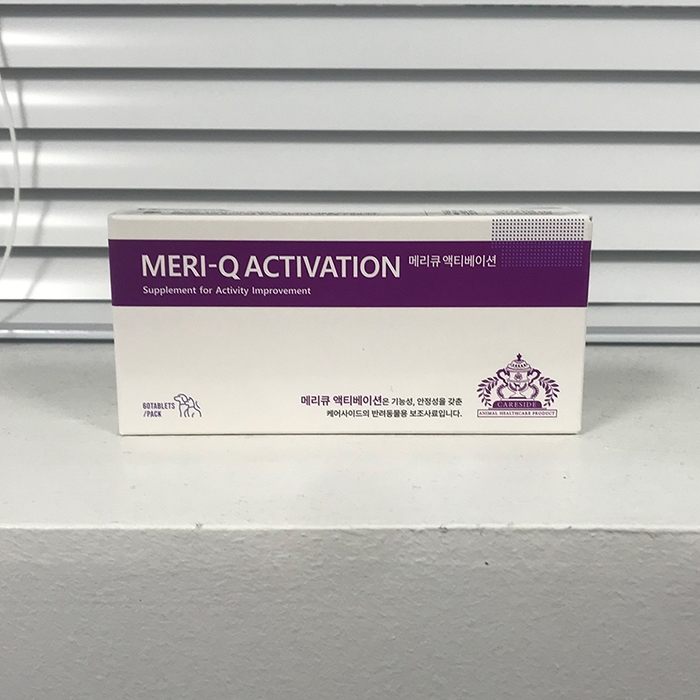 MERI-Q ACTIVATION 메리큐 액티베이션
Supplement for Activity Improvement
60TABLETS
/PACK
메리큐 액티베이션은 기능성, 안정성을 갖춘
케어사이드의 반려동물용 보조사료입니다.
CARESIDE
ANIMAL HEALTHCARE PRODUCT